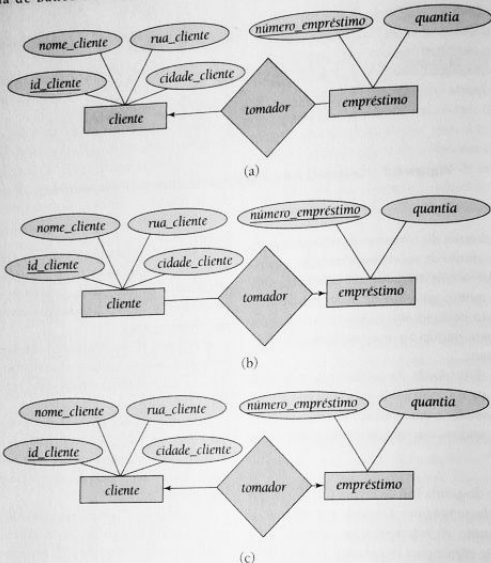 de
nome_cliente rua_cliente número_empréstimo quantia
id_cliente cidade_cliente
cliente tomador empréstimo
(a)
nome_cliente rua_cliente número_empréstimo quantia
id_cliente cidade_cliente
cliente tomador empréstimo
(b)
nome_cliente rua_cliente número_empréstimo quantia
id_cliente cidade_cliente
cliente tomador empréstimo
(c)